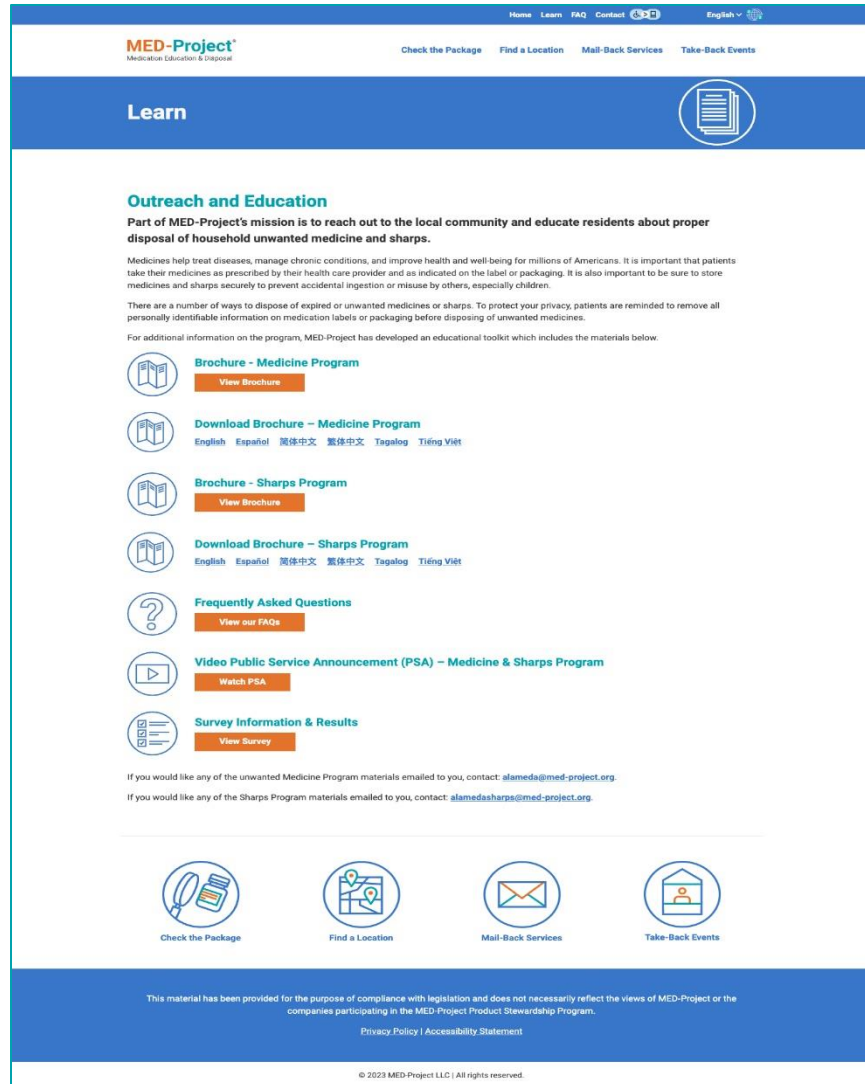 Home Learn FAQ Contact English
MED-Project®
Medication Education & Disposal
Check the Package Find a Location Mail-Back Services Take-Back Events
Learn
Outreach and Education
Part of MED-Project’s mission is to reach out to the local community and educate residents about proper
disposal of household unwanted medicine and sharps.
Medicines help treat diseases, manage chronic conditions, and improve health and well-being for millions of Americans. It is important that patients
take their medicines as prescribed by their health care provider and as indicated on the label or packaging. It is also important to be sure to store
medicines and sharps securely to prevent accidental ingestion or misuse by others, especially children.
There are a number of ways to dispose of expired or unwanted medicines or sharps. To protect your privacy, patients are reminded to remove all
personally identifiable information on medication labels or packaging before disposing of unwanted medicines.
For additional information on the program, MED-Project has developed an educational toolkit which includes the materials below.
Brochure - Medicine Program
View Brochure
Download Brochure – Medicine Program
English Español 简体中文 繁体中文 Tagalog Tiếng Việt
Brochure - Sharps Program
View Brochure
Download Brochure – Sharps Program
English Español 简体中文 繁体中文 Tagalog Tiếng Việt
Frequently Asked Questions
View our FAQs
Video Public Service Announcement (PSA) – Medicine & Sharps Program
Watch PSA
Survey Information & Results
View Survey
If you would like any of the unwanted Medicine Program materials emailed to you, contact: alameda@med-project.org.
If you would like any of the Sharps Program materials emailed to you, contact: alamedasharps@med-project.org.
Check the Package Find a Location Mail-Back Services Take-Back Events
This material has been provided for the purpose of compliance with legislation and does not necessarily reflect the views of MED-Project or the
companies participating in the MED-Project Product Stewardship Program.
Privacy Policy | Accessibility Statement
© 2023 MED-Project LLC | All rights reserved.